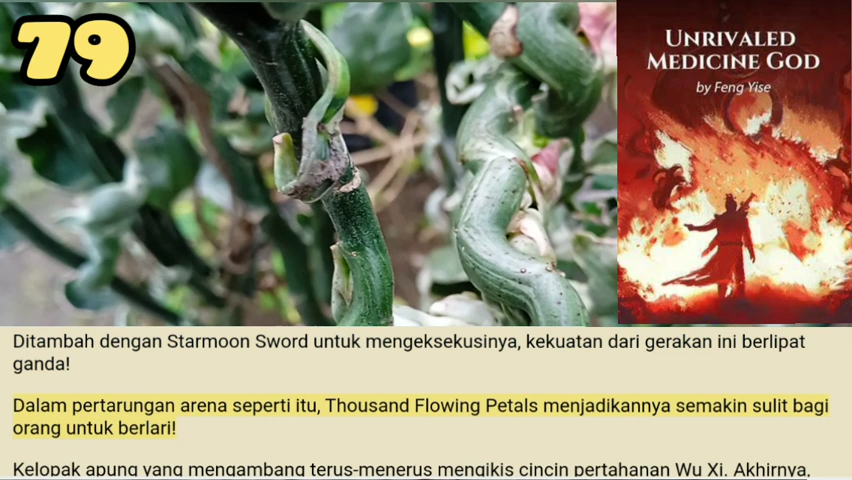 79
UNRIVALED
MEDICINE GOD
by Feng Yise
Ditambah dengan Starmoon Sword untuk mengeksekusinya, kekuatan dari gerakan ini berlipat
ganda!
Dalam pertarungan arena seperti itu, Thousand Flowing Petals menjadikannya semakin sulit bagi
orang untuk berlari!
Kelopak apung yang mengambang terus-menerus mengikis cincin pertahanan Wu Xi. Akhirnya,